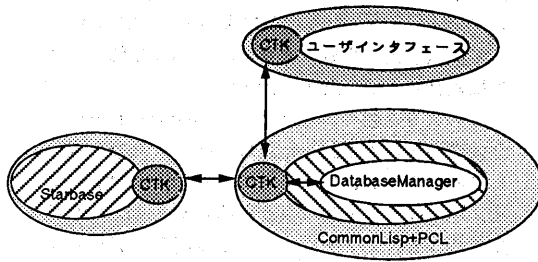 CTK ユーザインタフェース
Starbase CTK CTK DatabaseManager
CommonLisp+PCL